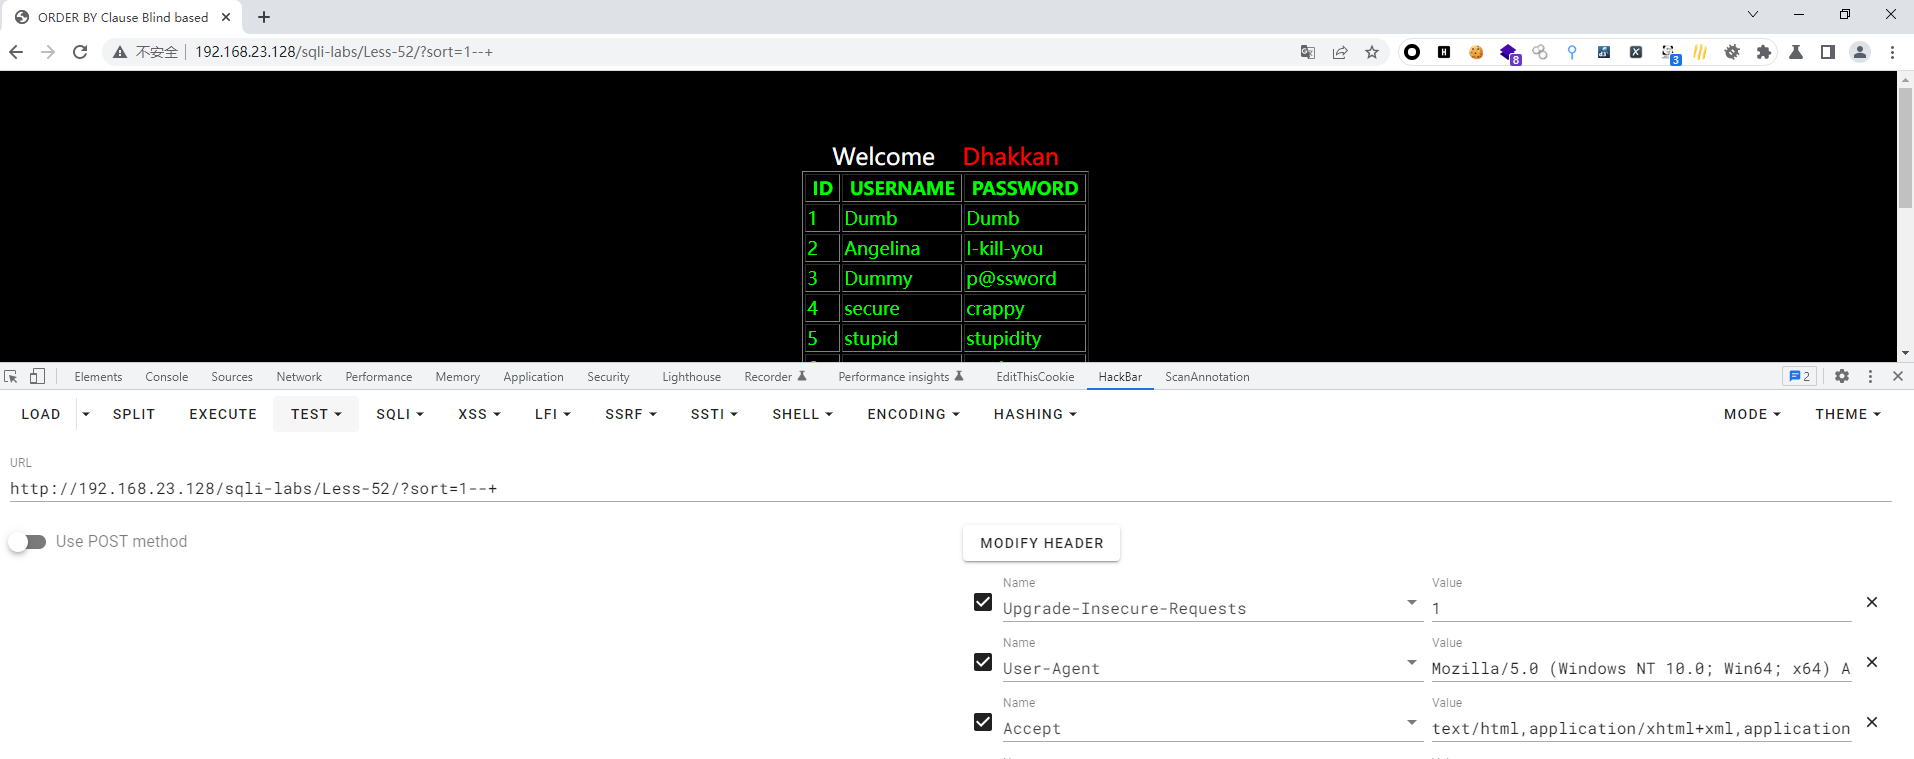 ORDER BY Clause Blind based
不安全 192.168.23.128/sqli-labs/Less-52/?sort=1--+
8
2
Welcome Dhakkan
ID USERNAME PASSWORD
1 Dumb Dumb
2 Angelina I-kill-you
3 Dummy p@ssword
4 secure crappy
5 stupid stupidity
Elements Console Sources Network Performance Memory Application Security Lighthouse Recorder Performance insights EditThisCookie HackBar ScanAnnotation 2
LOAD SPLIT EXECUTE TEST SQLI XSS LFI SSRF SSTI SHELL ENCODING HASHING MODE THEME
URL
http://192.168.23.128/sqli-labs/Less-52/?sort=1--+
Use POST method
MODIFY HEADER
Name Value
Upgrade-Insecure-Requests 1
Name Value
User-Agent Mozilla/5.0 (Windows NT 10.0; Win64; x64) A
Name Value
Accept text/html,application/xhtml+xml,application